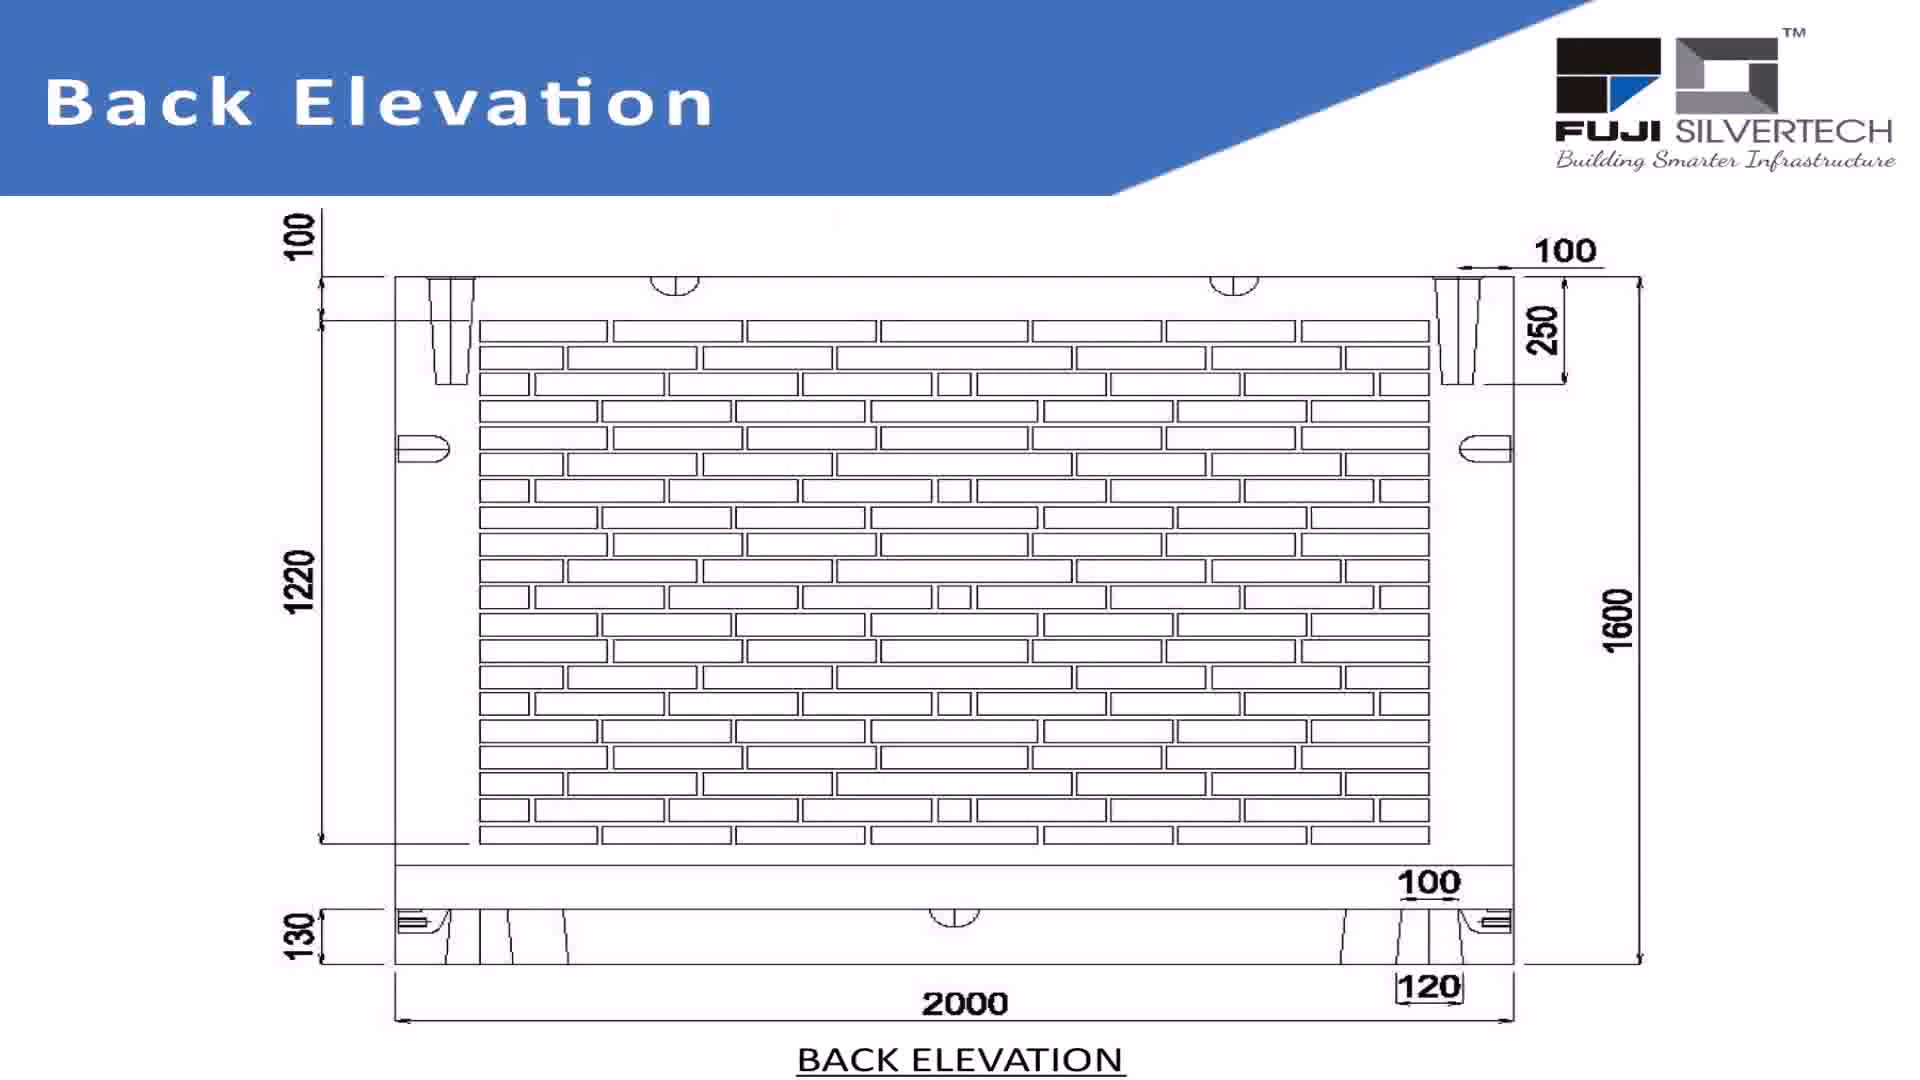 Back Elevation
TM
FUJI SILVERTECH
Building Smarter Infrastructure
100
100
250
1220
1600
100
130
120
2000
BACK ELEVATION